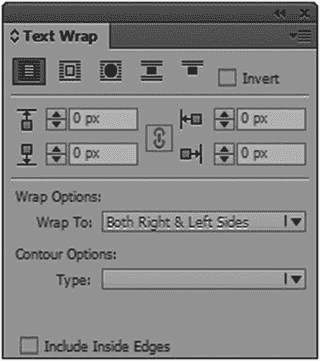 Text Wrap
Invert
0 px
0 px
0 px
0 px
Wrap Options:
Wrap To: Both Right & Left Sides
Contour Options:
Type:
Include Inside Edges